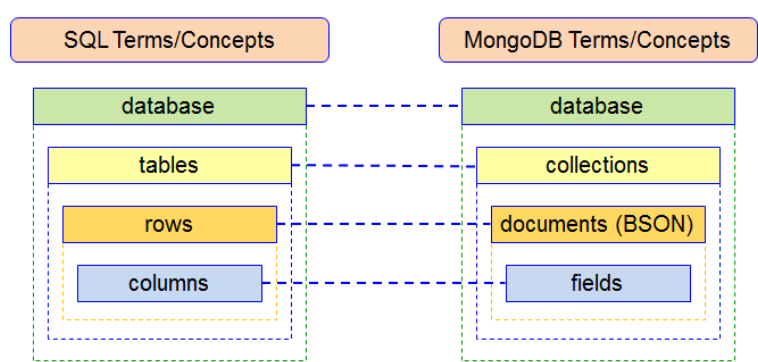 SQL Terms/Concepts
MongoDB Terms/Concepts
database
database
tables
collections
rows
documents (BSON)
columns
fields